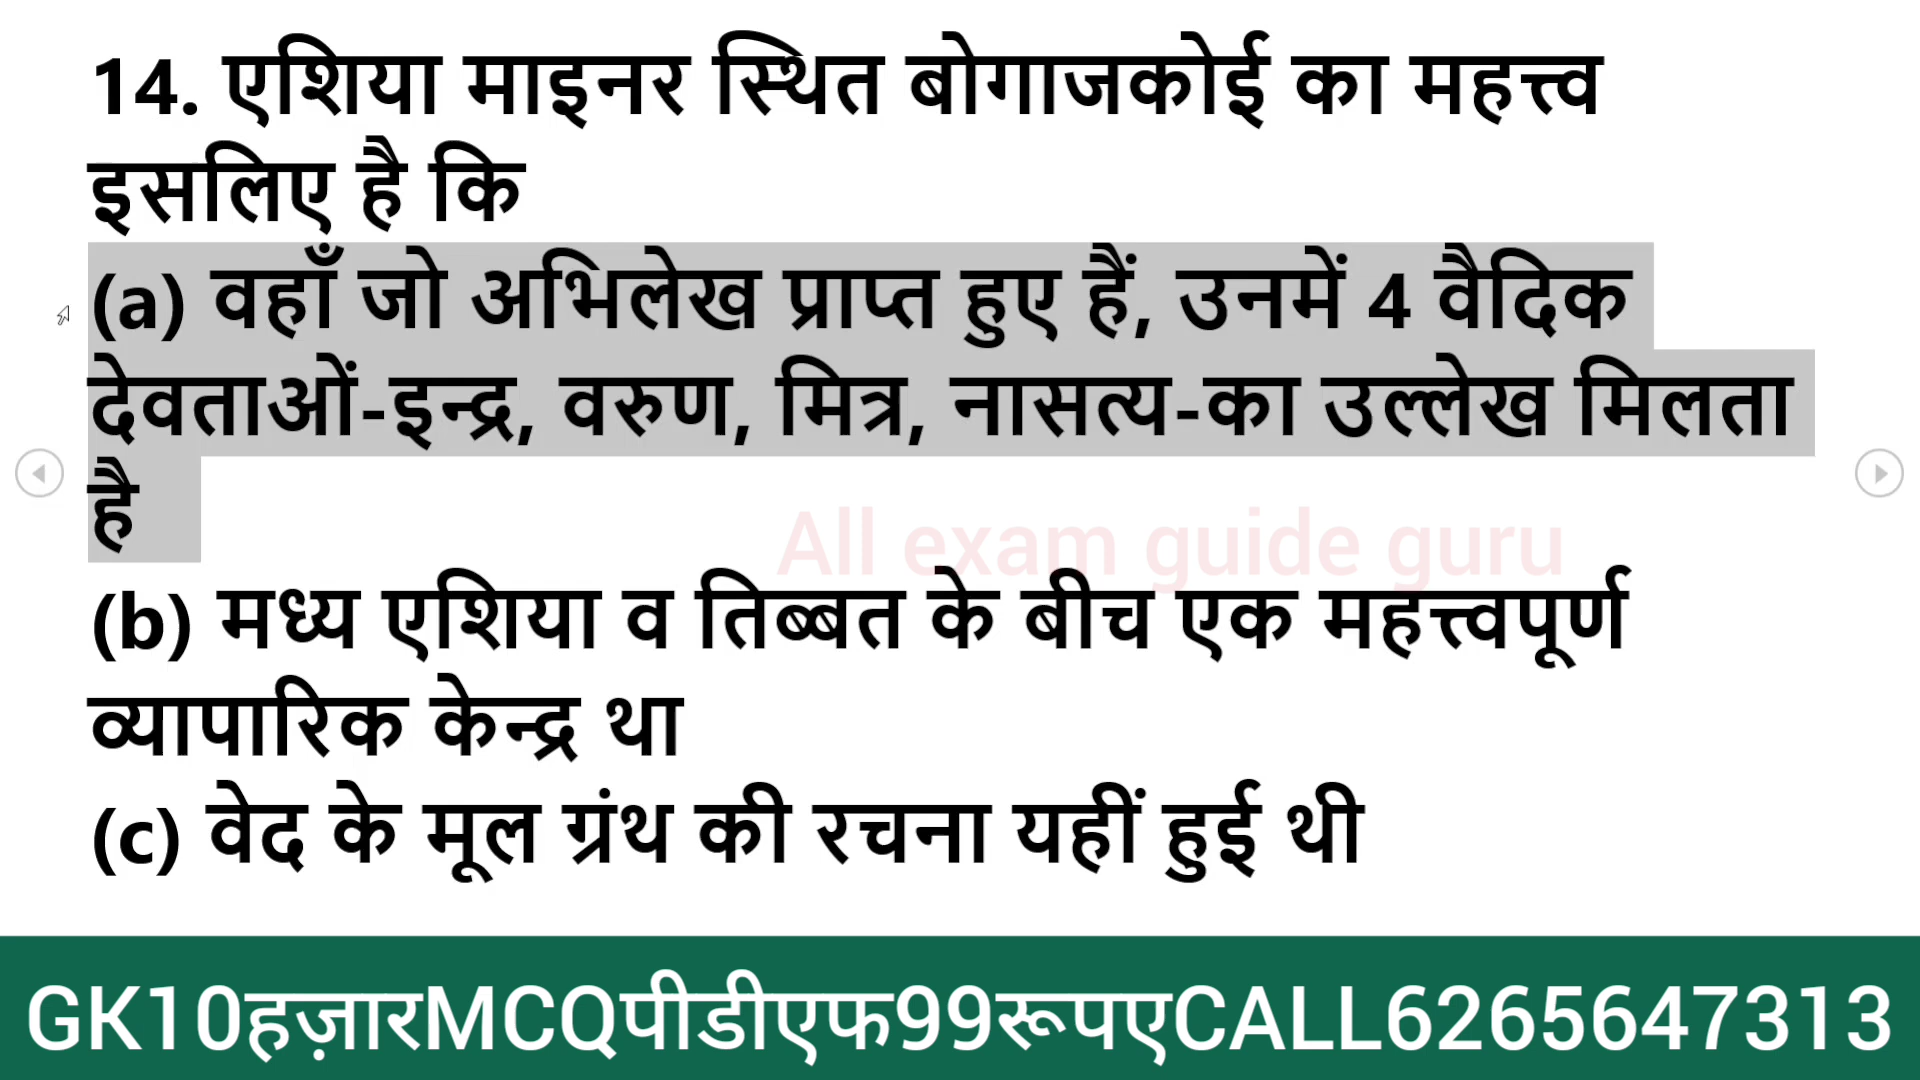 14. एशिया माइनर स्थित बोगाजकोई का महत्त्व
इसलिए है कि
(a) वहाँ जो अभिलेख प्राप्त हुए हैं, उनमें 4 वैदिक
देवताओं-इन्द्र, वरुण, मित्र, नासत्य-का उल्लेख मिलता
है
All exam guide guru
(b) मध्य एशिया व तिब्बत के बीच एक महत्त्वपूर्ण
व्यापारिक केन्द्र था
(c) वेद के मूल ग्रंथ की रचना यहीं हुई थी
GK10हज़ारMCQपीडीएफ99रूपएCALL6265647313